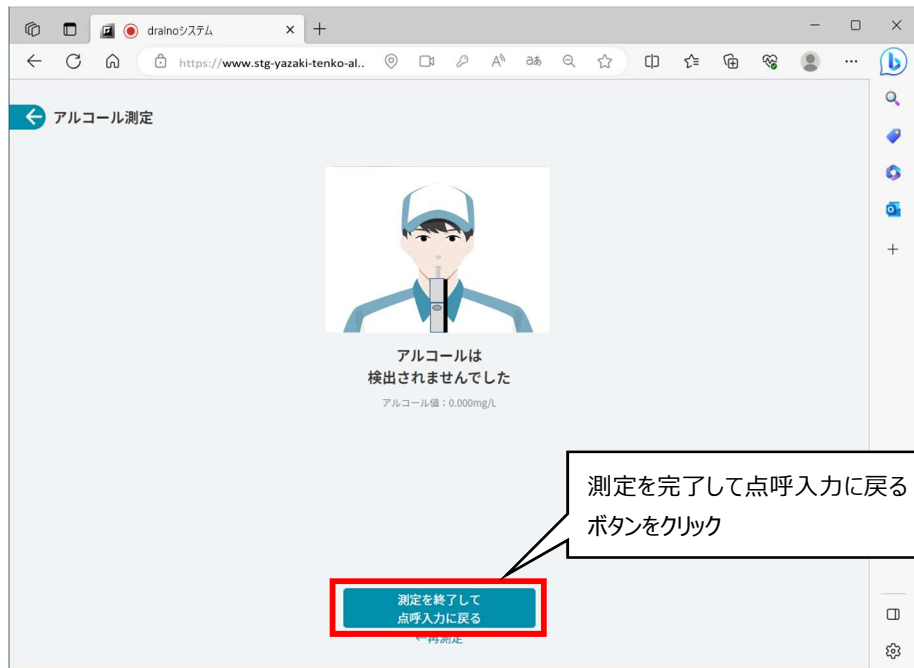 dralnoシステム
https://www.stg-yazaki-tenko-al..
アルコール測定
アルコールは
検出されませんでした
アルコール値：0.000mg/L
測定を完了して点呼入力に戻る
ボタンをクリック
測定を終了して
点呼入力に戻る
←再測定